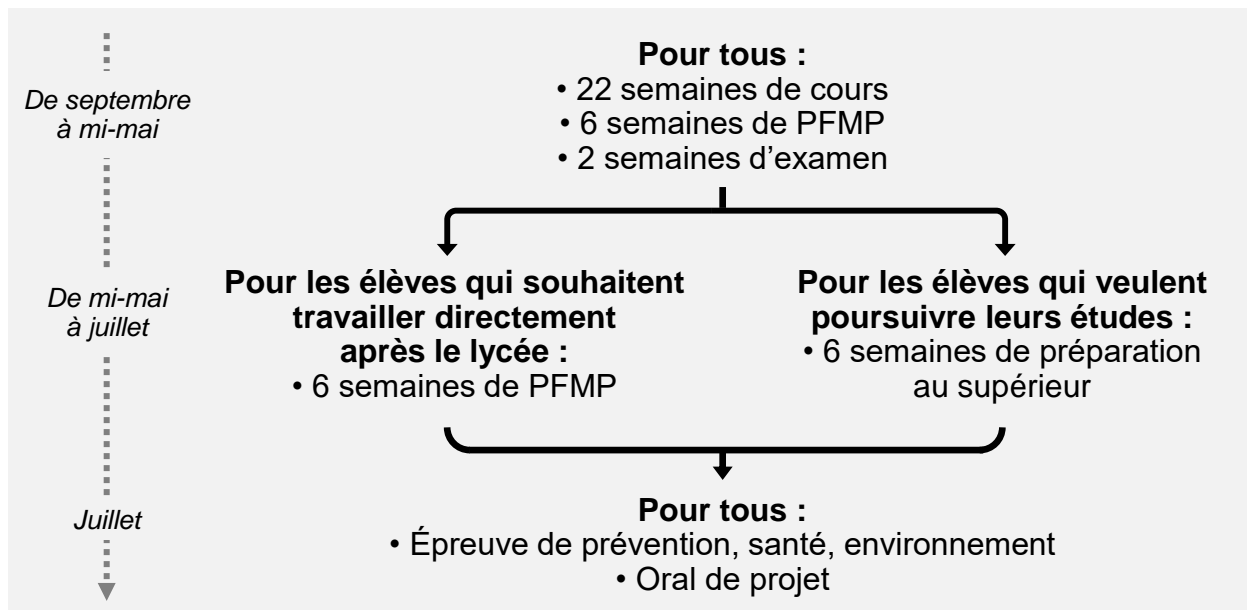 Pour tous :
• 22 semaines de cours
• 6 semaines de PFMP
• 2 semaines d’examen
De septembre
à mi-mai
Pour les élèves qui souhaitent
travailler directement
après le lycée :
• 6 semaines de PFMP
Pour les élèves qui veulent
poursuivre leurs études :
• 6 semaines de préparation
au supérieur
De mi-mai
à juillet
Pour tous :
• Épreuve de prévention, santé, environnement
• Oral de projet
Juillet